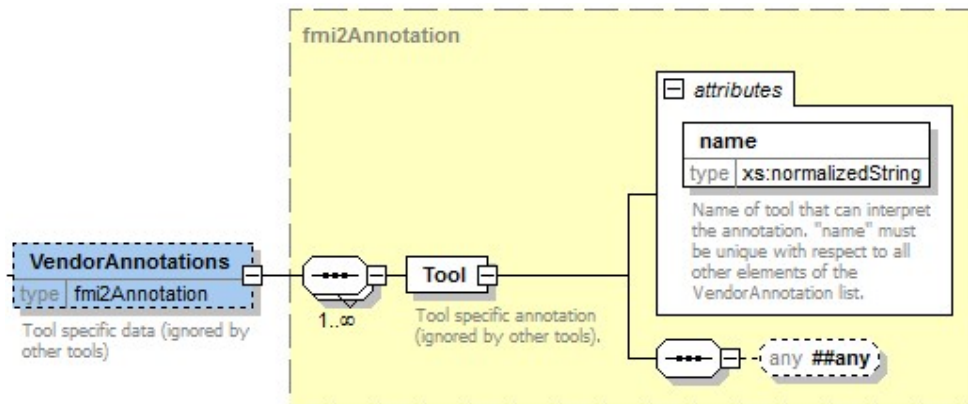 fmi2Annotation
attributes
name
type xs:normalizedString
Name of tool that can interpret
the annotation. "name" must
be unique with respect to all
other elements of the
VendorAnnotation list.
VendorAnnotations
type fmi2Annotation
Tool specific data (ignored by
other tools)
1..∞
Tool
Tool specific annotation
(ignored by other tools).
any ##any